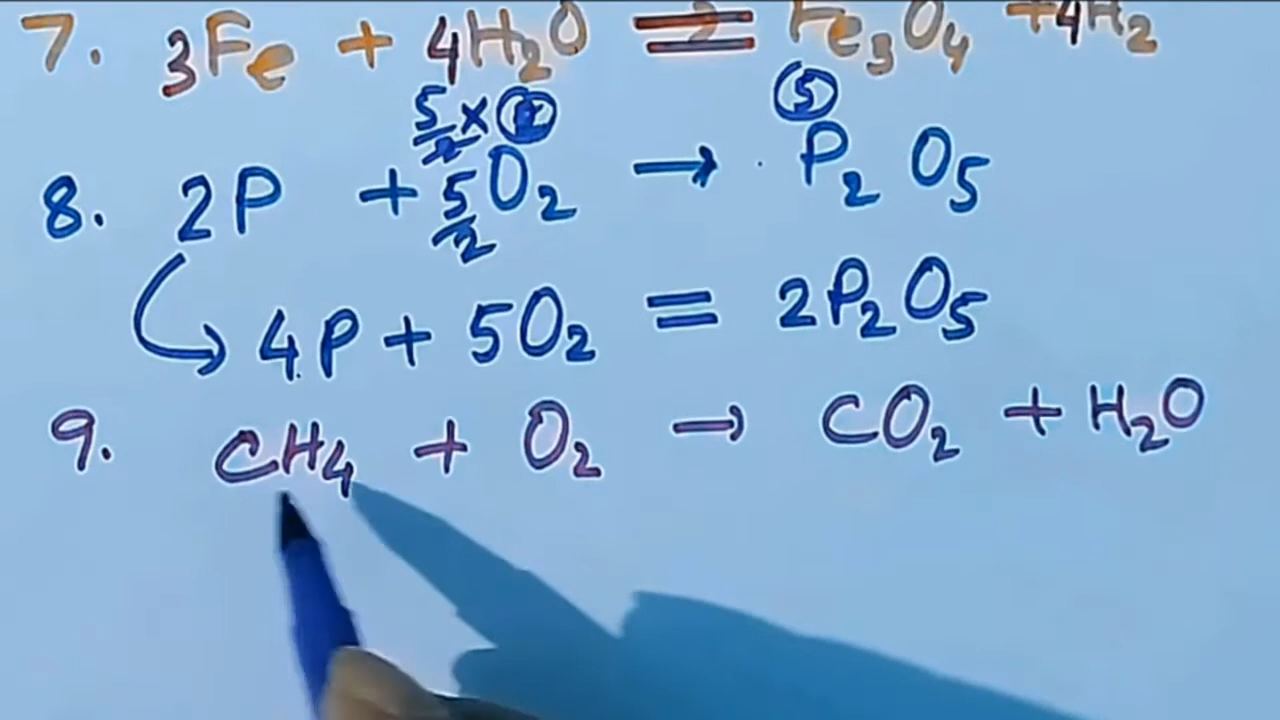 7. 3Fe + 4H₂O = Fe₃O₄ + 4H₂
5/2 × 2 5
8. 2P + 5/2 O₂ → P₂O₅
4P + 5O₂ = 2P₂O₅
9. CH₄ + O₂ → CO₂ + H₂O